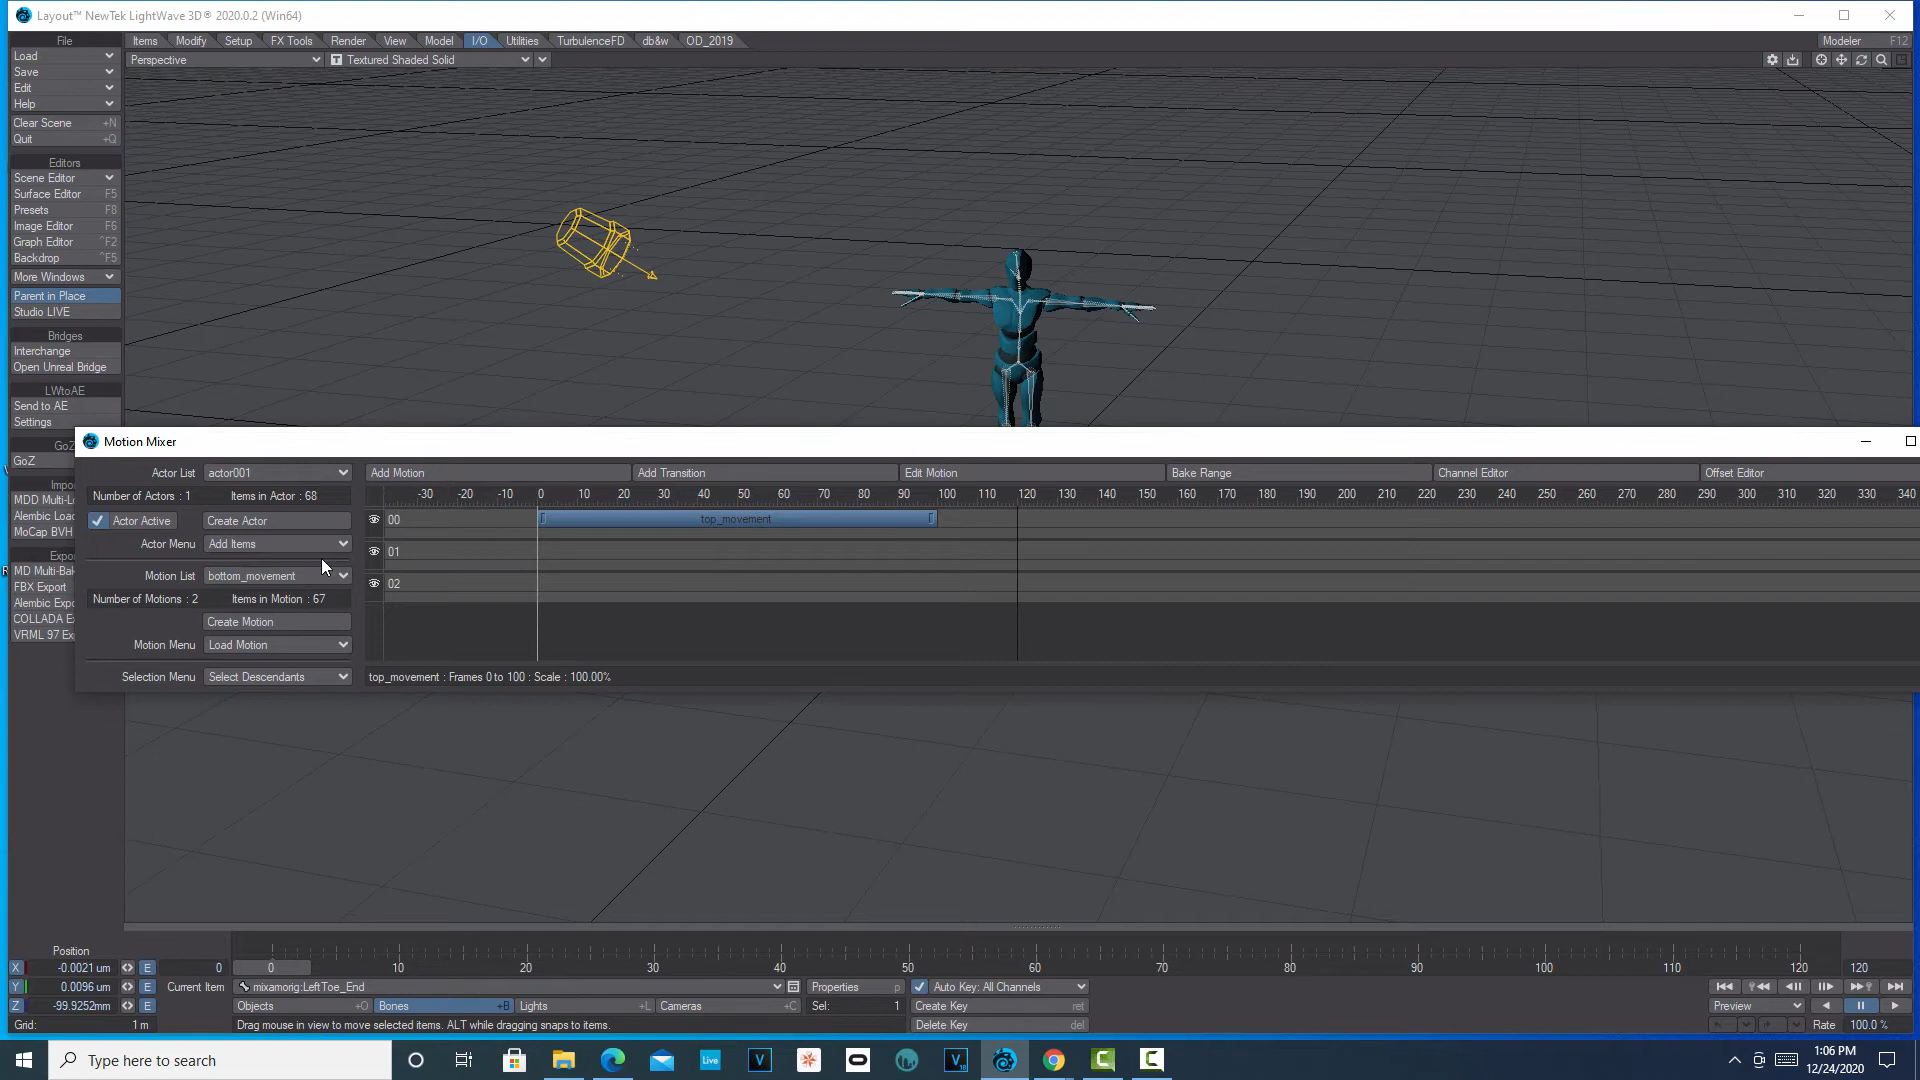 Layout™ NewTek LightWave 3D® 2020.0.2 (Win64)
File
Items Modify Setup FX Tools Render View Model I/O Utilities TurbulenceFD db&w OD_2019
Modeler F12
Load
Perspective
Textured Shaded Solid
Save
Edit
Help
Clear Scene +N
Quit +Q
Editors
Scene Editor
Surface Editor F5
Presets F8
Image Editor F6
Graph Editor ^F2
Backdrop ^F5
More Windows
Parent in Place
Studio LIVE
Bridges
Interchange
Open Unreal Bridge
LWtoAE
Send to AE
Settings
GoZ
MDD Multi-L
Alembic Loa
MoCap BVH
Expo
MD Multi-Bak
FBX Export
Alembic Expo
COLLADA E
VRML 97 Ex
Motion Mixer
Actor List actor001
Number of Actors : 1 Items in Actor : 68
Actor Active Create Actor
Actor Menu Add Items
Motion List bottom_movement
Number of Motions : 2 Items in Motion : 67
Create Motion
Motion Menu Load Motion
Selection Menu Select Descendants
Add Motion Add Transition Edit Motion Bake Range Channel Editor Offset Editor
-30 -20 -10 0 10 20 30 40 50 60 70 80 90 100 110 120 130 140 150 160 170 180 190 200 210 220 230 240 250 260 270 280 290 300 310 320 330 340
00 top_movement
01
02
top_movement : Frames 0 to 100 : Scale : 100.00%
Position
X -0.0021 um E 0
0 10 20 30 40 50 60 70 80 90 100 110 120 120
Y 0.0096 um E Current Item mixamorig:LeftToe_End Properties p Auto Key: All Channels
Z -99.9252mm E Objects +O Bones +B Lights +L Cameras +C Sel: 1 Create Key ret Preview
Grid: 1 m Drag mouse in view to move selected items. ALT while dragging snaps to items. Delete Key del Rate 100.0 %
Type here to search
Live
V
V
18
C
C
1:06 PM
12/24/2020